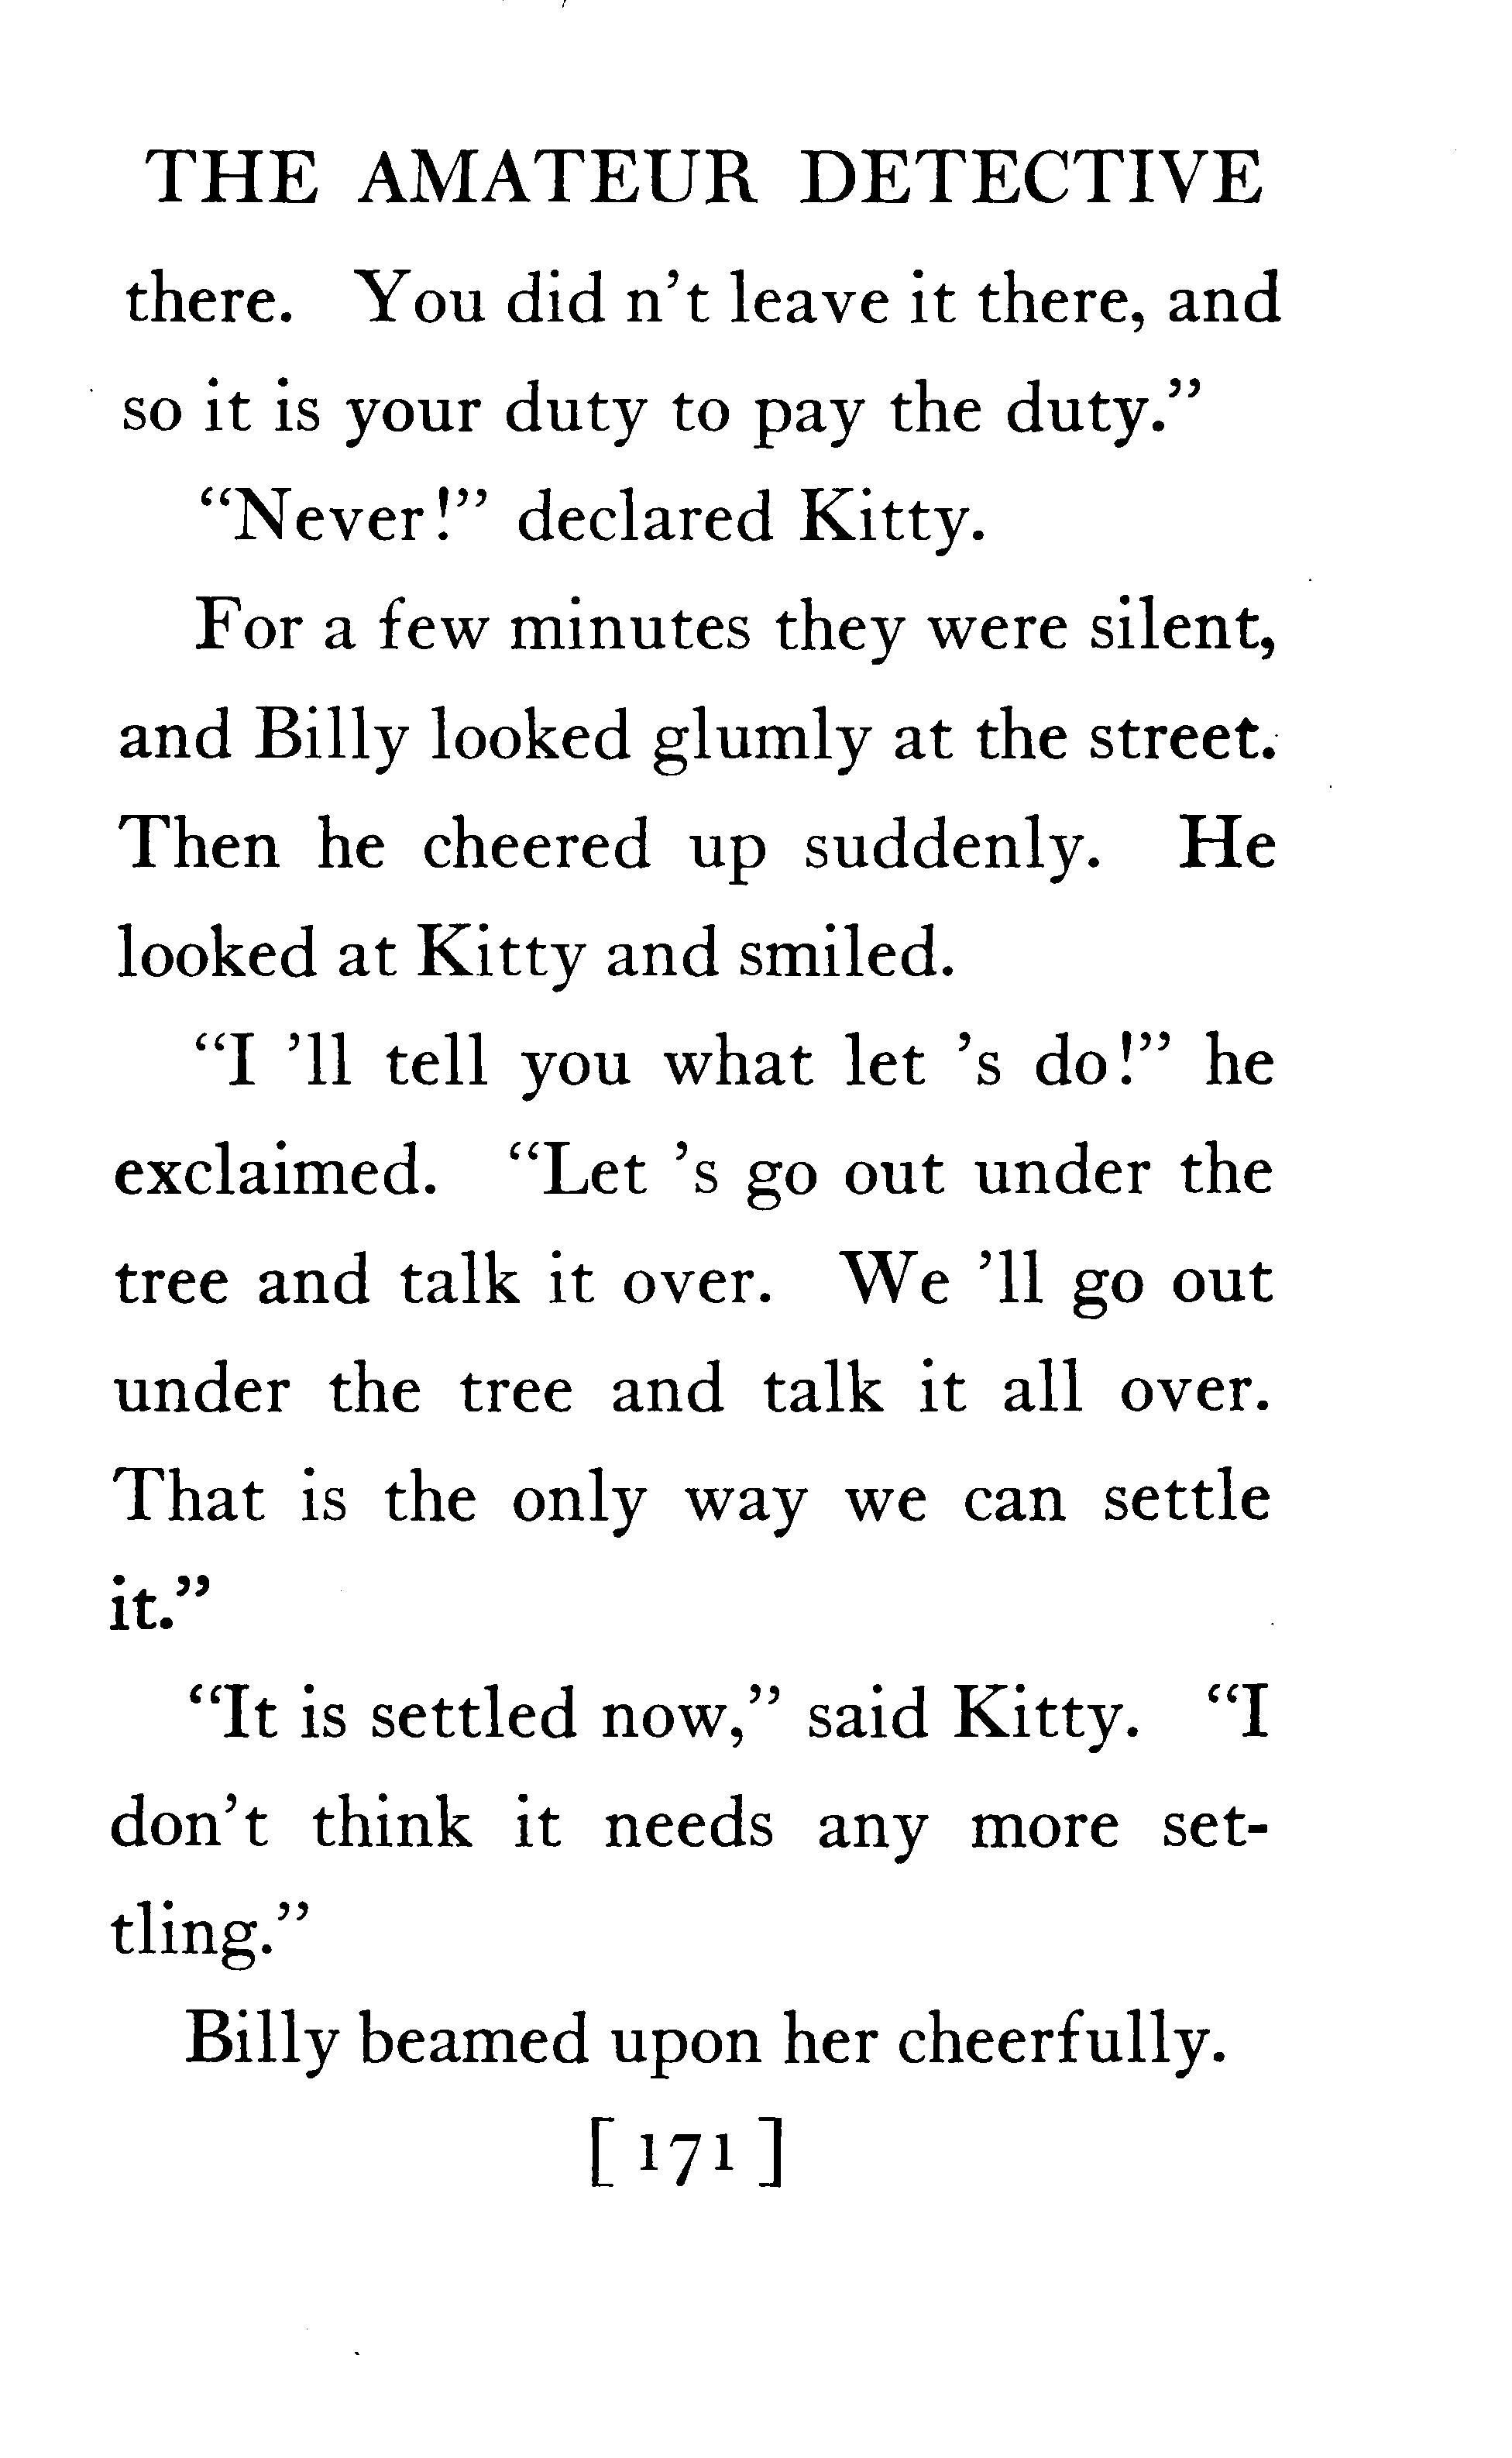 THE AMATEUR DETECTIVE
there. You did n't leave it there, and
so it is your duty to pay the duty."
"Never!" declared Kitty.
For a few minutes they were silent,
and Billy looked glumly at the street.
Then he cheered up suddenly. He
looked at Kitty and smiled.
"I 'll tell you what let 's do!" he
exclaimed. "Let 's go out under the
tree and talk it over. We 'll go out
under the tree and talk it all over.
That is the only way we can settle
it."
"It is settled now," said Kitty. "I
don't think it needs any more set-
tling."
Billy beamed upon her cheerfully.
[ 171 ]